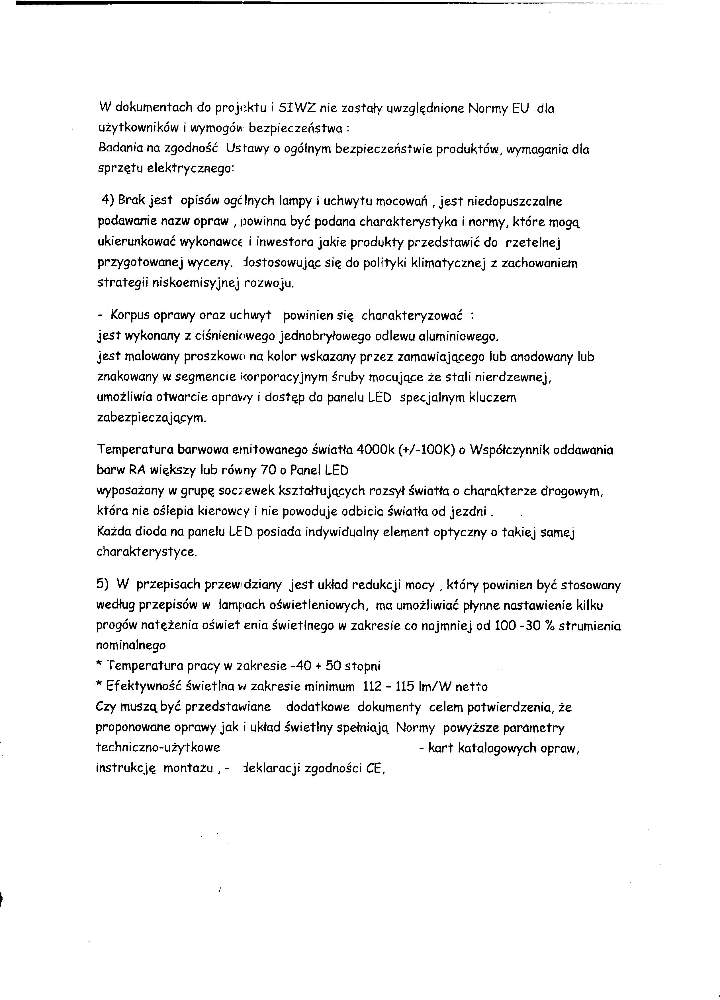 W dokumentach do projektu i SIWZ nie zostały uwzględnione Normy EU dla
użytkowników i wymogów bezpieczeństwa :
Badania na zgodność Ustawy o ogólnym bezpieczeństwie produktów, wymagania dla
sprzętu elektrycznego:
4) Brak jest opisów ogólnych lampy i uchwytu mocowań , jest niedopuszczalne
podawanie nazw opraw , powinna być podana charakterystyka i normy, które mogą
ukierunkować wykonawcę i inwestora jakie produkty przedstawić do rzetelnej
przygotowanej wyceny. dostosowując się do polityki klimatycznej z zachowaniem
strategii niskoemisyjnej rozwoju.
- Korpus oprawy oraz uchwyt powinien się charakteryzować :
jest wykonany z ciśnieniowego jednobryłowego odlewu aluminiowego.
jest malowany proszkowo na kolor wskazany przez zamawiającego lub anodowany lub
znakowany w segmencie korporacyjnym śruby mocujące że stali nierdzewnej,
umożliwia otwarcie oprawy i dostęp do panelu LED specjalnym kluczem
zabezpieczającym.
Temperatura barwowa emitowanego światła 4000k (+/-100K) o Współczynnik oddawania
barw RA większy lub równy 70 o Panel LED
wyposażony w grupę soczewek kształtujących rozsył światła o charakterze drogowym,
która nie oślepia kierowcy i nie powoduje odbicia światła od jezdni .
Każda dioda na panelu LED posiada indywidualny element optyczny o takiej samej
charakterystyce.
5) W przepisach przewidziany jest układ redukcji mocy , który powinien być stosowany
według przepisów w lampach oświetleniowych, ma umożliwiać płynne nastawienie kilku
progów natężenia oświetlenia świetlnego w zakresie co najmniej od 100 -30 % strumienia
nominalnego
* Temperatura pracy w zakresie -40 + 50 stopni
* Efektywność świetlna w zakresie minimum 112 - 115 lm/W netto
Czy muszą być przedstawiane dodatkowe dokumenty celem potwierdzenia, że
proponowane oprawy jak i układ świetlny spełniają Normy powyższe parametry
techniczno-użytkowe - kart katalogowych opraw,
instrukcję montażu , - deklaracji zgodności CE,